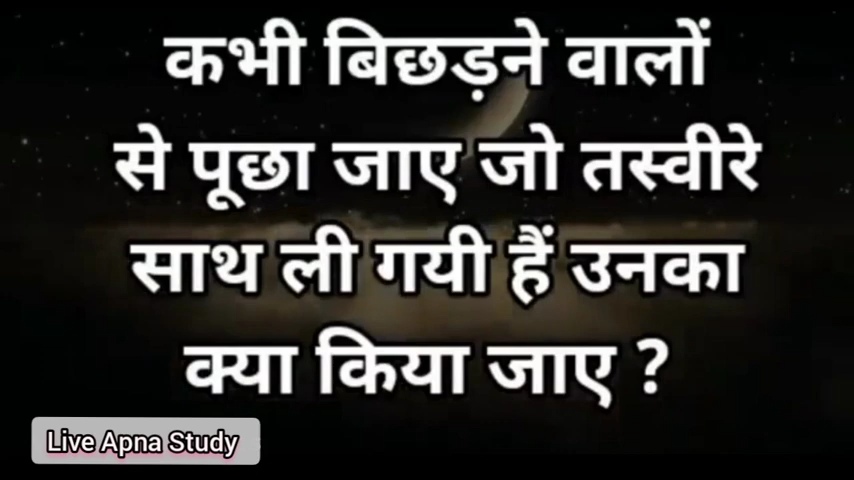 कभी बिछड़ने वालों
से पूछा जाए जो तस्वीरे
साथ ली गयी हैं उनका
क्या किया जाए ?
Live Apna Study